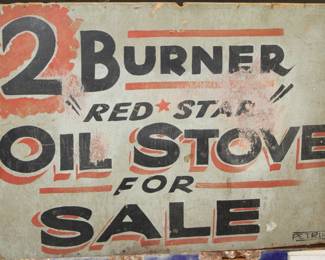 2 BURNER
"RED ★ STAR"
OIL STOVE
FOR
SALE